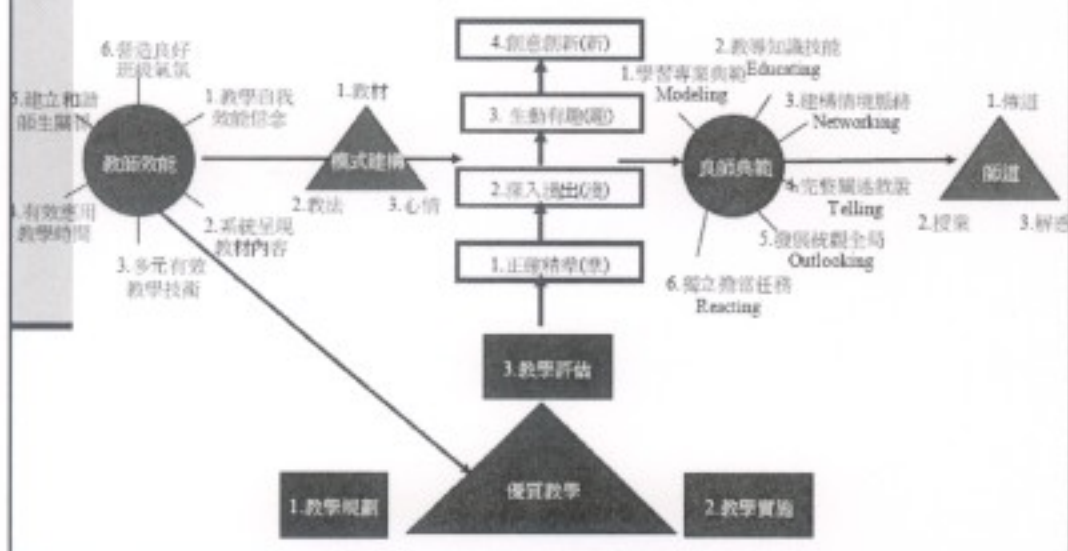 6.營造良好
班級氣氛
5.建立和諧
師生關係
1.教學自我
效能信念
教師效能
有效應用
教學時間
2.系統呈現
教材內容
3.多元有效
教學技術
1.教材
模式建構
2.教法
3.心情
4.創意創新(新)
3.生動有趣(趣)
2.深入淺出(淺)
1.正確精準(準)
3.教學評估
優質教學
1.教學規劃
2.教學實施
2.教導知識技能
Educating
1.學習專業典範
Modeling
3.建構情境脈絡
Networking
良師典範
4.完整闡述
Telling
5.發展統觀全局
Outlooking
6.獨立擔當任務
Reacting
1.傳道
師道
2.授業
3.解惑